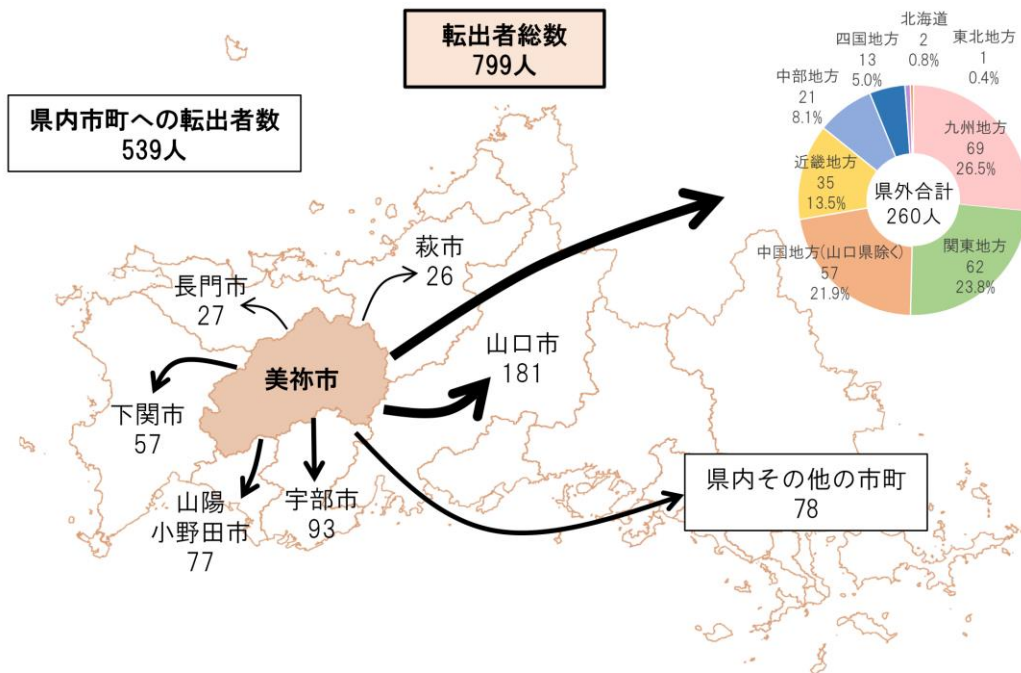 転出者総数
799人
県内市町への転出者数
539人
北海道
2
0.8%
東北地方
1
0.4%
四国地方
13
5.0%
中部地方
21
8.1%
九州地方
69
26.5%
近畿地方
35
13.5%
県外合計
260人
中国地方(山口県除く)
57
21.9%
関東地方
62
23.8%
萩市
26
長門市
27
山口市
181
美祢市
下関市
57
山陽
小野田市
77
宇部市
93
県内その他の市町
78